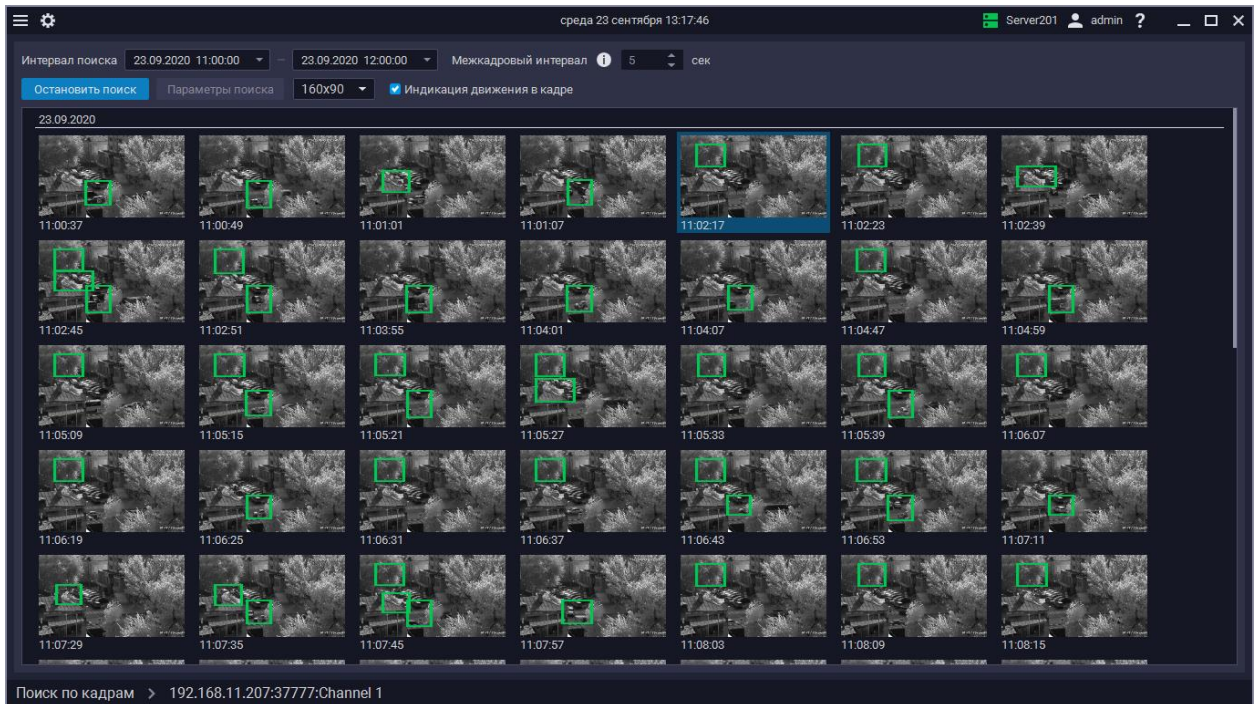 среда 23 сентября 13:17:46 Server201 admin ?
Интервал поиска 23.09.2020 11:00:00 – 23.09.2020 12:00:00 Межкадровый интервал i 5 сек
Остановить поиск Параметры поиска 160x90 Индикация движения в кадре
23.09.2020
11:00:37 11:00:49 11:01:01 11:01:07 11:02:17 11:02:23 11:02:39
11:02:45 11:02:51 11:03:55 11:04:01 11:04:07 11:04:47 11:04:59
11:05:09 11:05:15 11:05:21 11:05:27 11:05:33 11:05:39 11:06:07
11:06:19 11:06:25 11:06:31 11:06:37 11:06:43 11:06:53 11:07:11
11:07:29 11:07:35 11:07:45 11:07:57 11:08:03 11:08:09 11:08:15
Поиск по кадрам > 192.168.11.207:37777:Channel 1